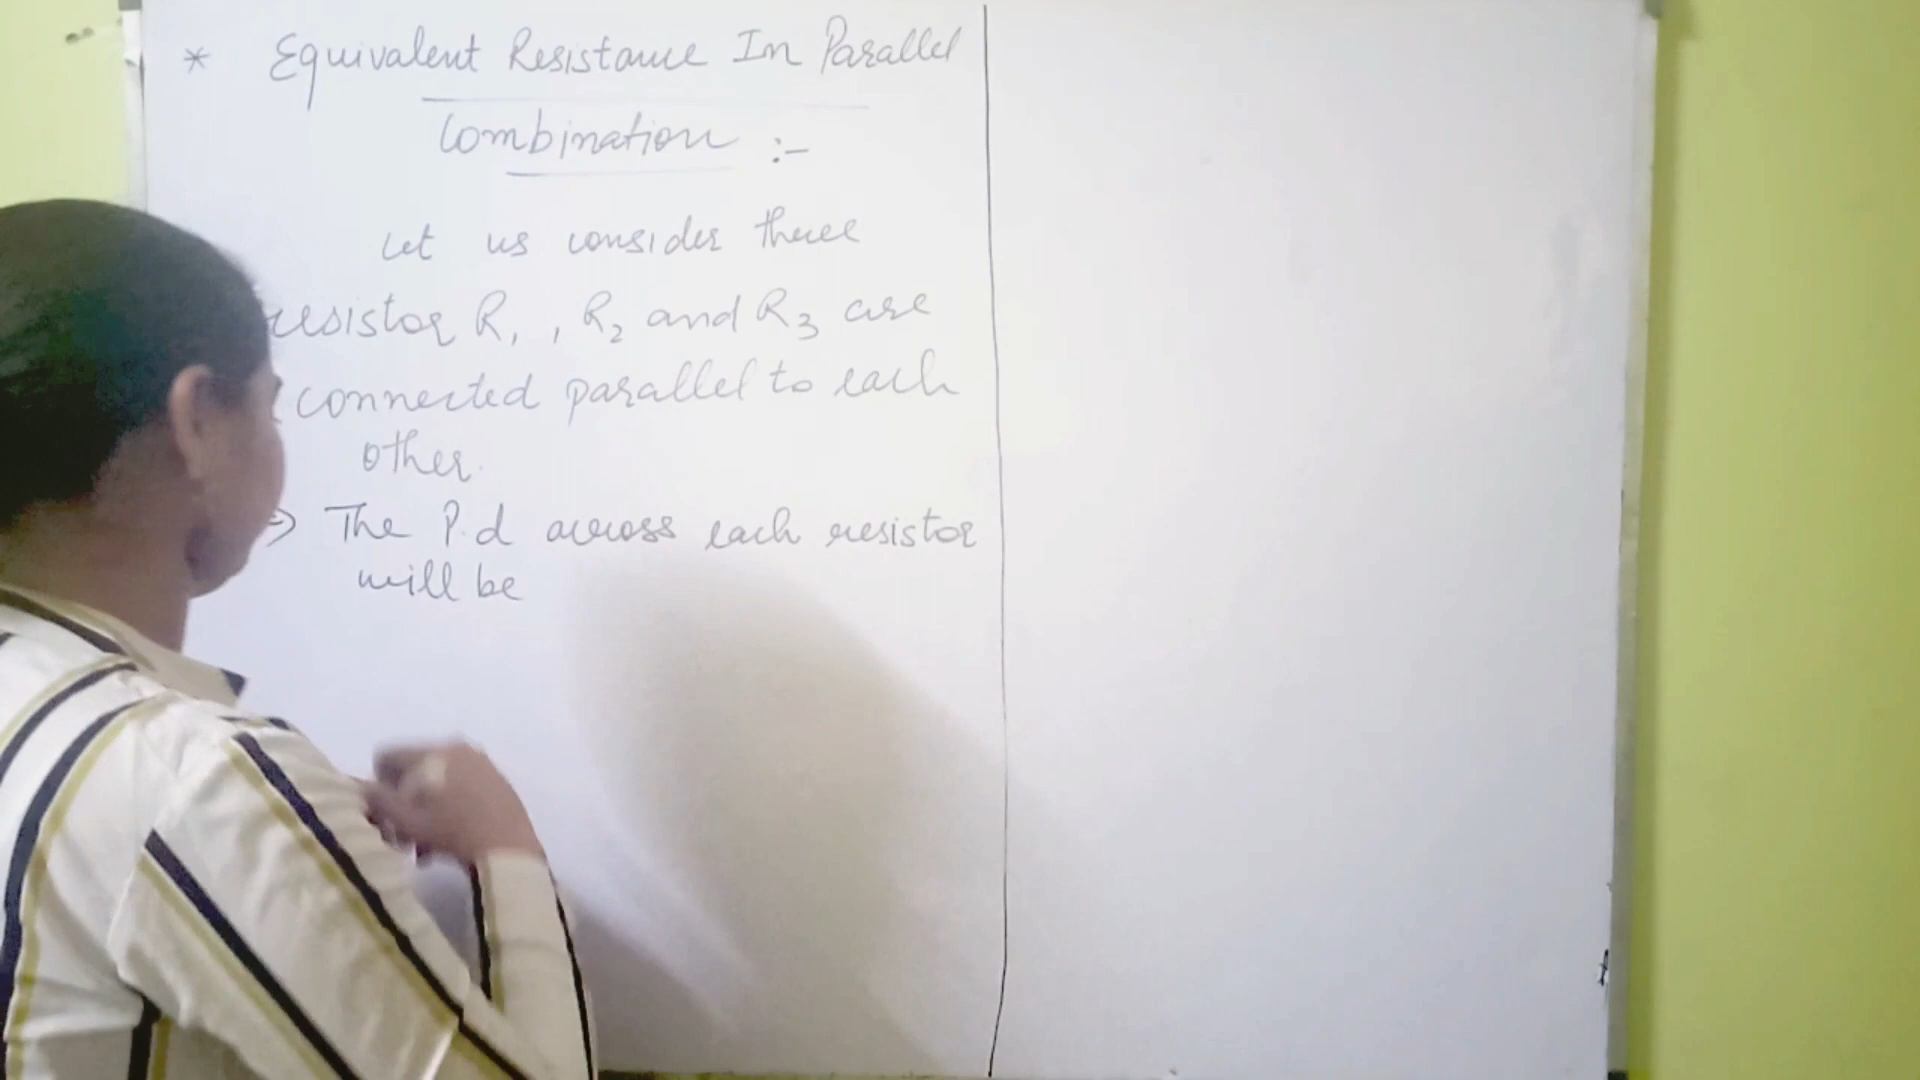 * Equivalent Resistance In Parallel
Combination :-
Let us consider three
resistor R1, R2 and R3 are
connected parallel to each
other.
⇒ The P.d across each resistor
will be